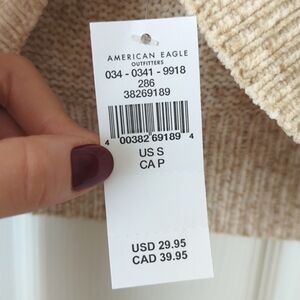 AMERICAN EAGLE
OUTFITTERS
034 - 0341 - 9918
286
38269189
4 00382 69189 4
US S
CA P
USD 29.95
CAD 39.95